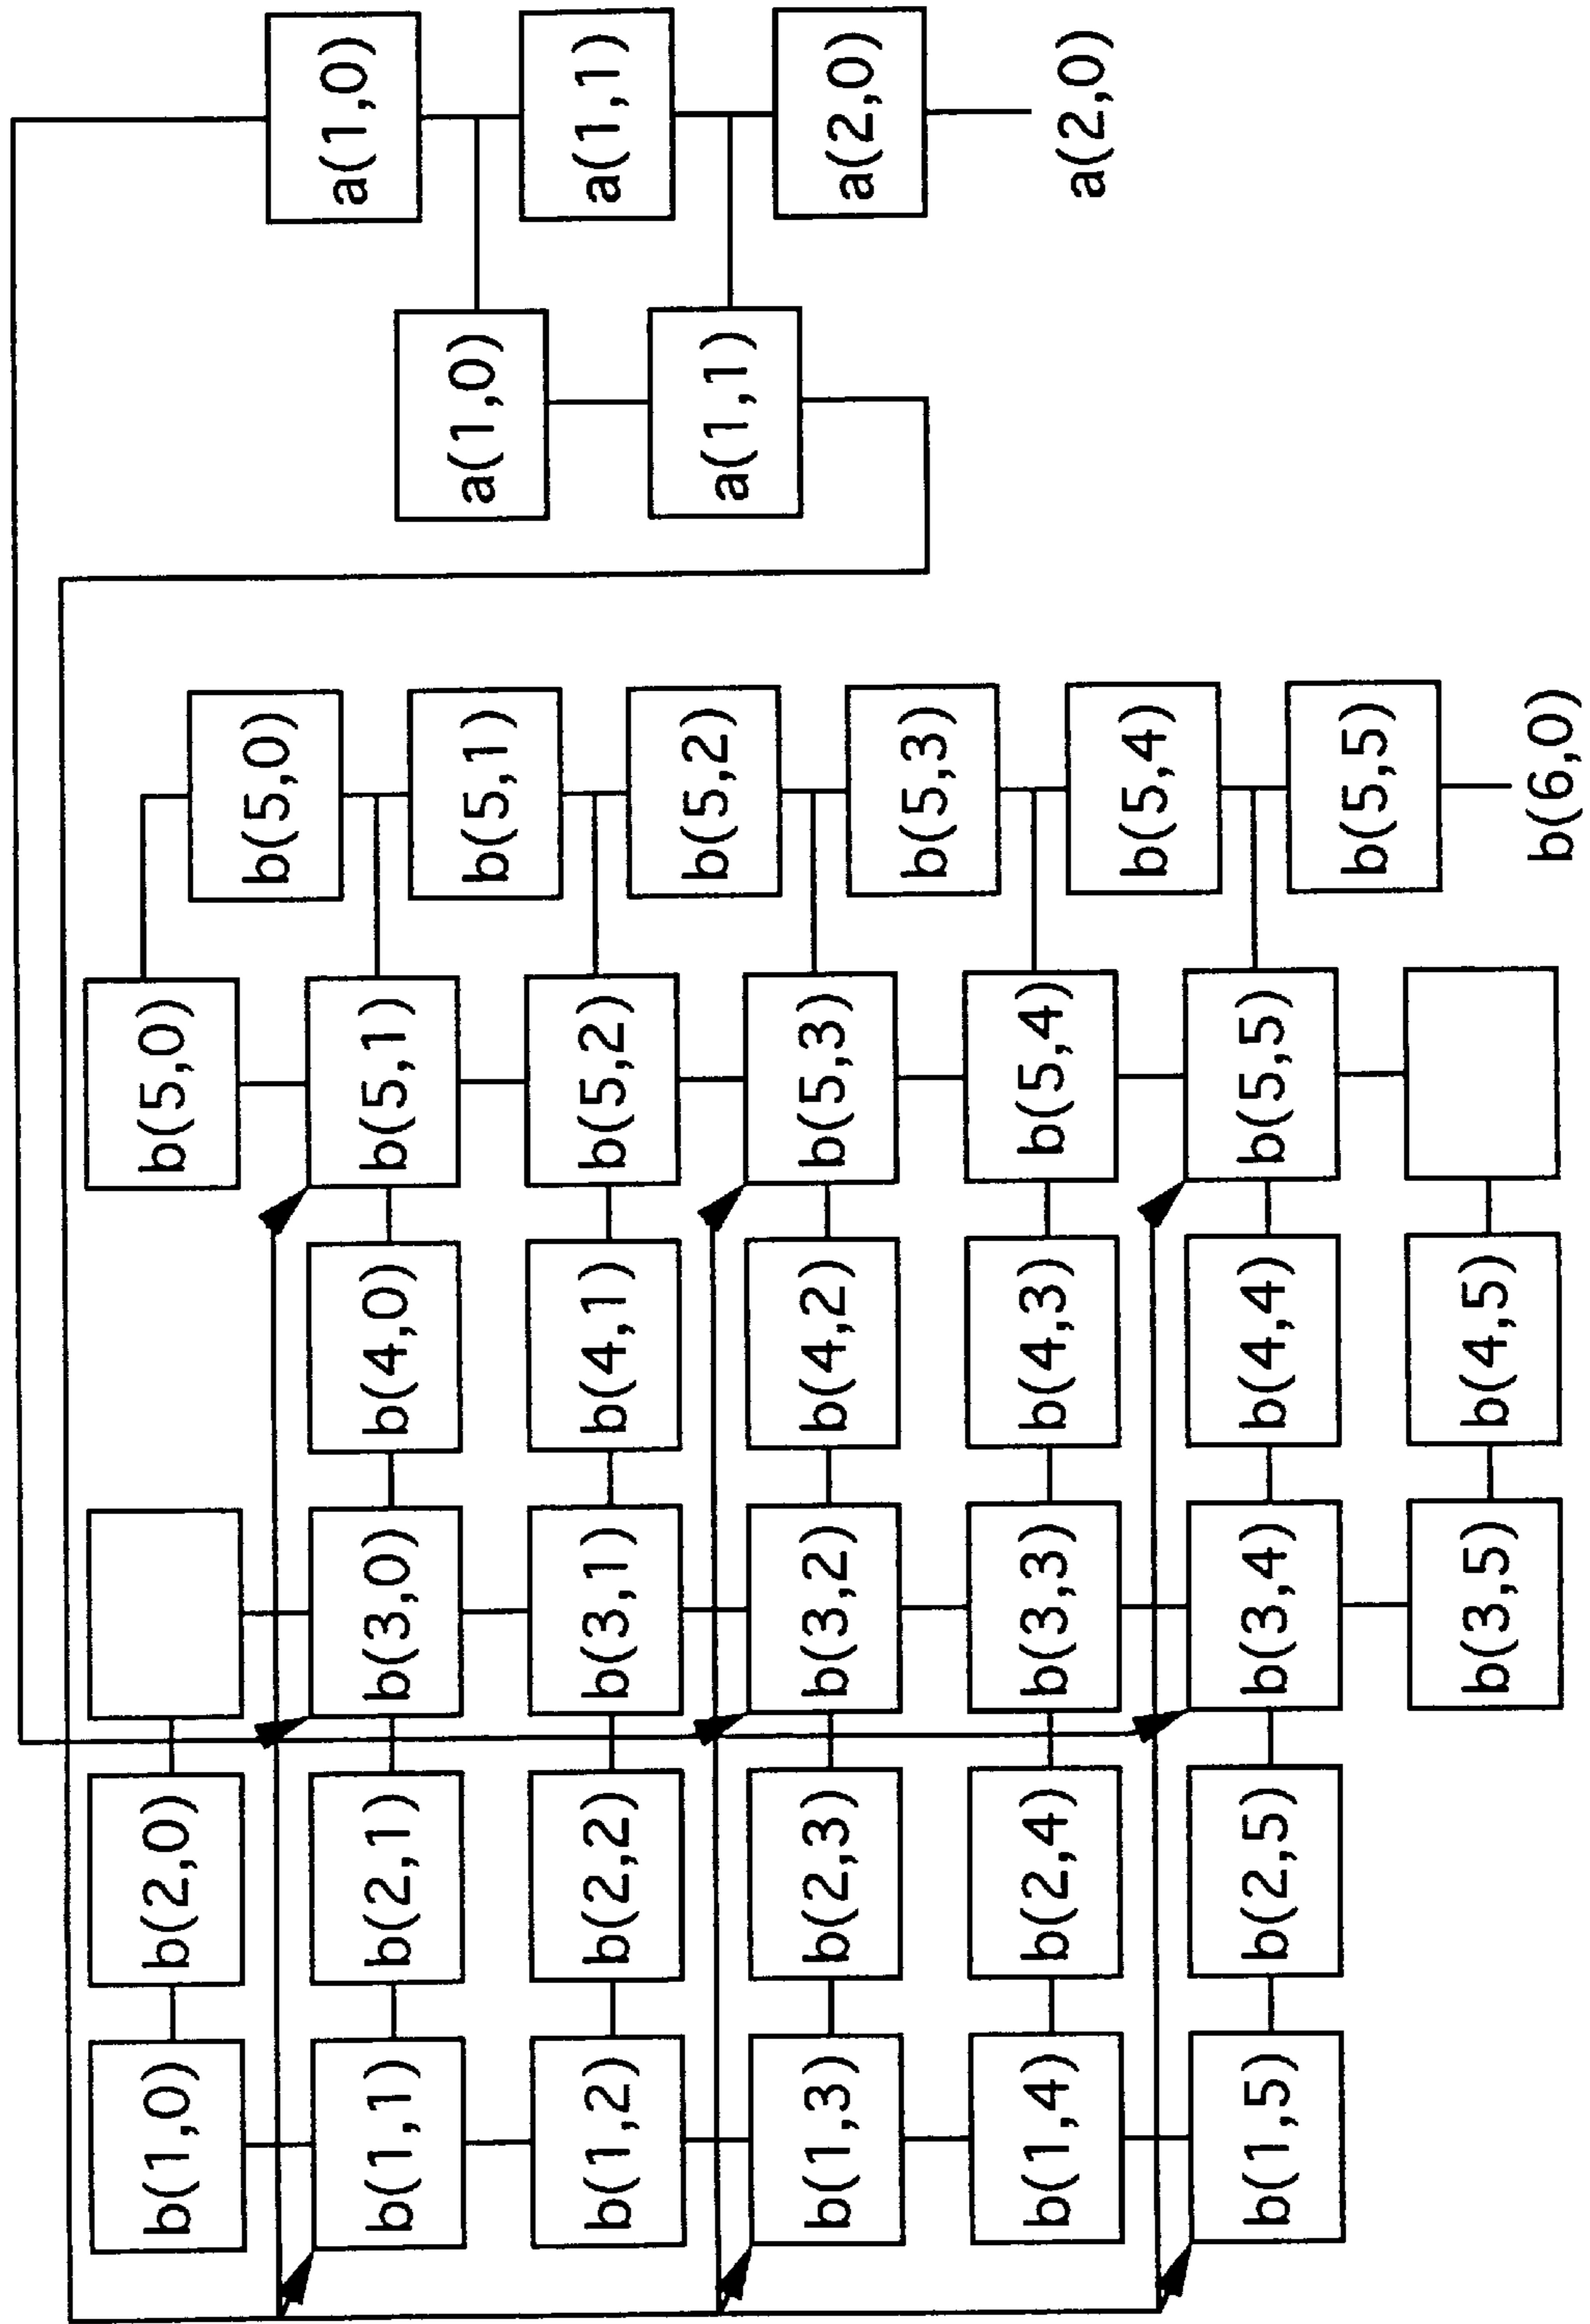 b(1,0)
b(2,0)
b(5,0)
b(5,0)
a(1,0)
b(1,1)
b(2,1)
b(3,0)
b(4,0)
b(5,1)
b(5,1)
a(1,0)
b(1,2)
b(2,2)
b(3,1)
b(4,1)
b(5,2)
a(1,1)
b(5,2)
a(1,1)
b(1,3)
b(2,3)
b(3,2)
b(4,2)
b(5,3)
a(2,0)
b(5,3)
b(1,4)
b(2,4)
b(3,3)
b(4,3)
b(5,4)
a(2,0)
b(5,4)
b(1,5)
b(2,5)
b(3,4)
b(4,4)
b(5,5)
b(5,5)
b(3,5)
b(4,5)
b(6,0)